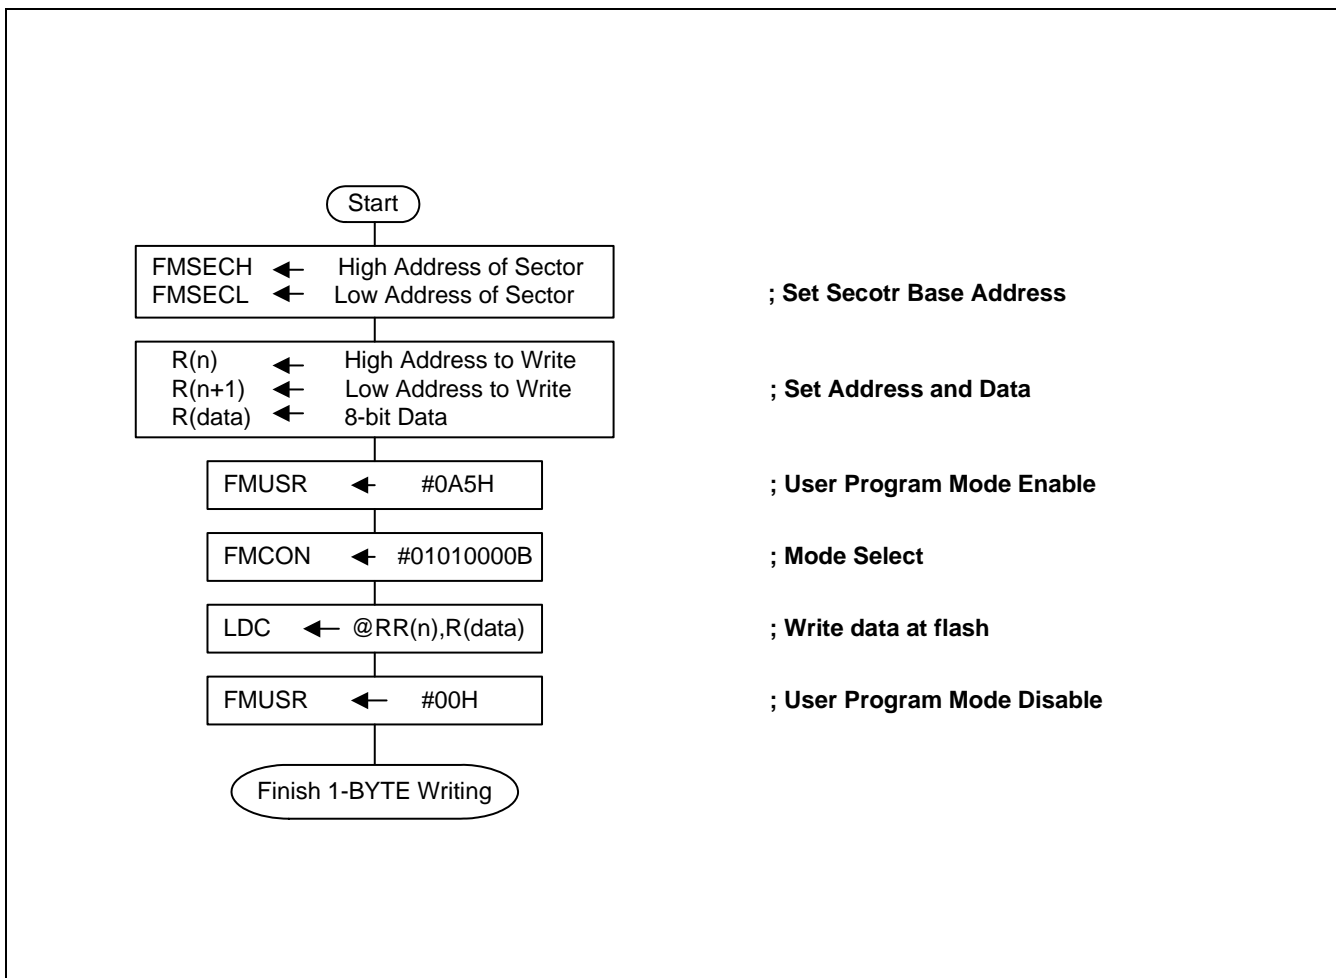 Start
FMSECH ← High Address of Sector
FMSECL ← Low Address of Sector ; Set Secotr Base Address
R(n) ← High Address to Write
R(n+1) ← Low Address to Write ; Set Address and Data
R(data) ← 8-bit Data
FMUSR ← #0A5H ; User Program Mode Enable
FMCON ← #01010000B ; Mode Select
LDC ← @RR(n),R(data) ; Write data at flash
FMUSR ← #00H ; User Program Mode Disable
Finish 1-BYTE Writing